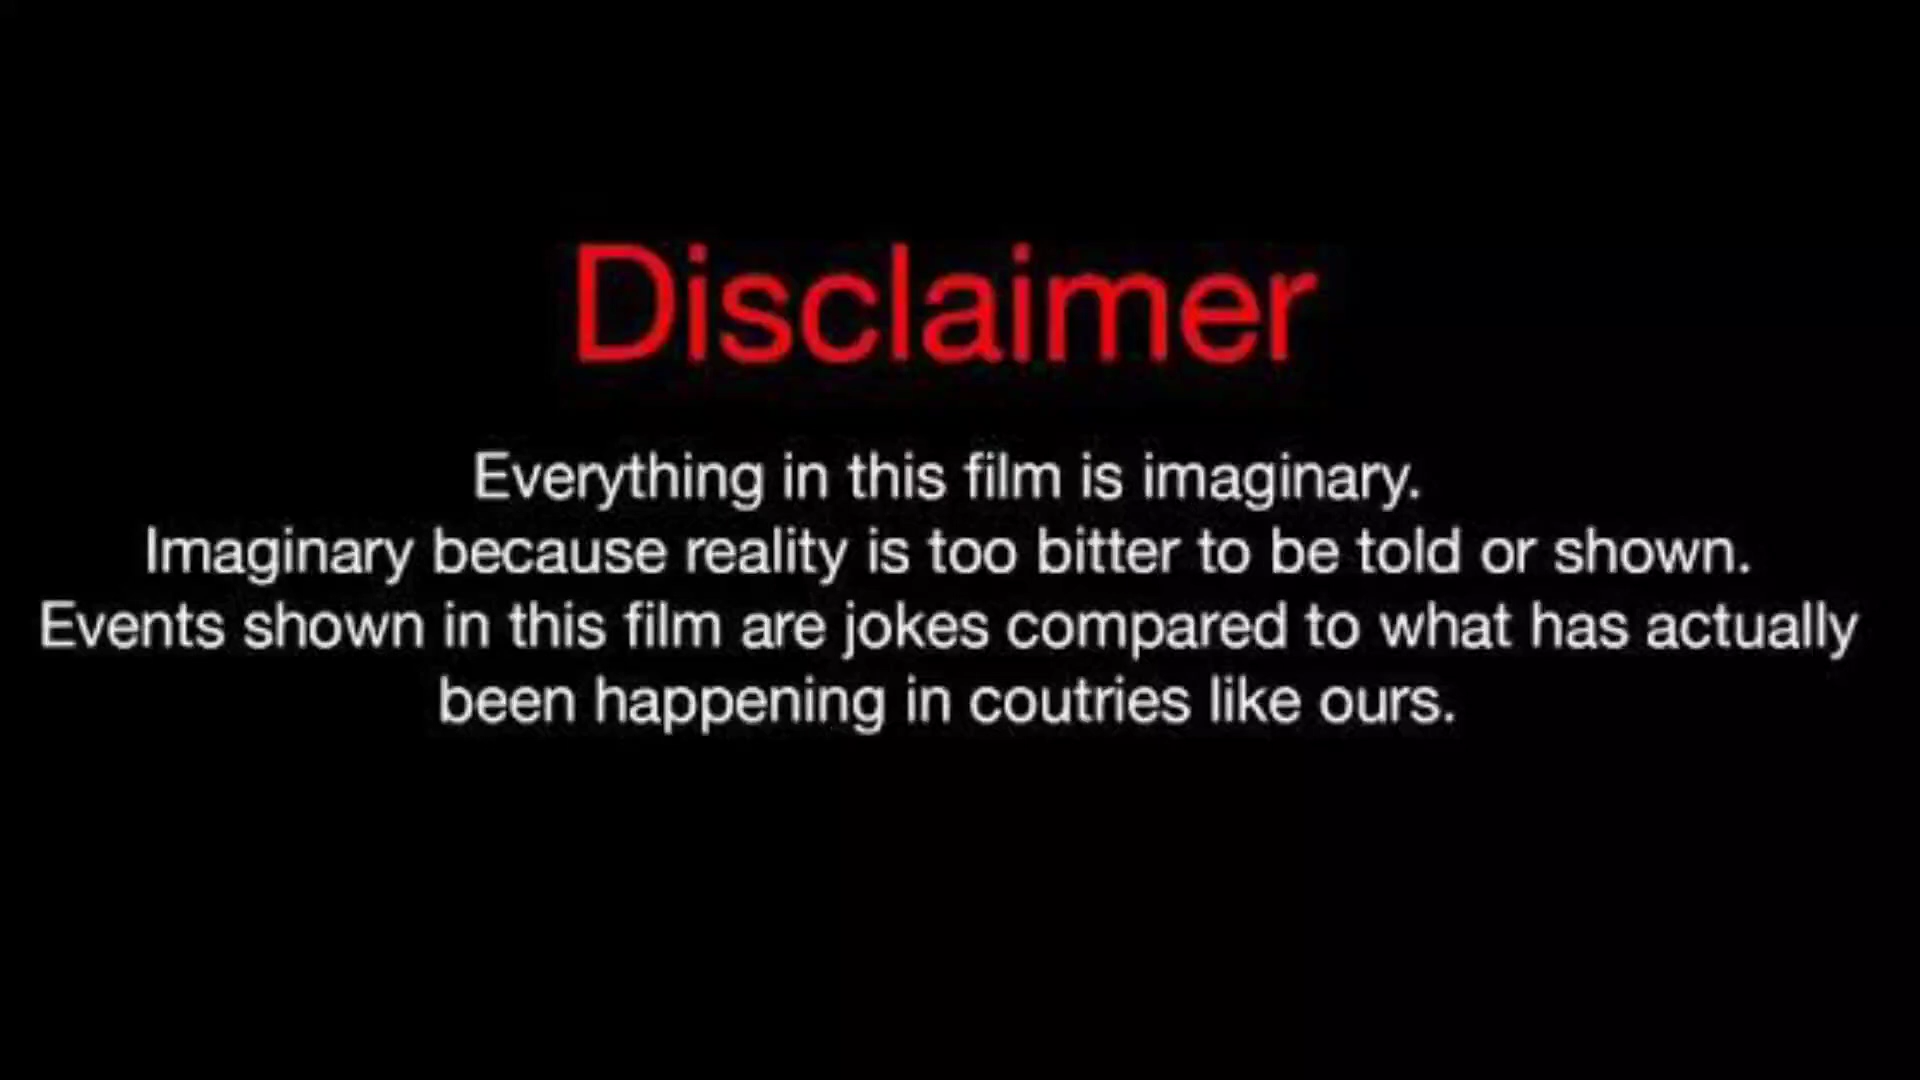 Disclaimer
Everything in this film is imaginary.
Imaginary because reality is too bitter to be told or shown.
Events shown in this film are jokes compared to what has actually
been happening in coutries like ours.